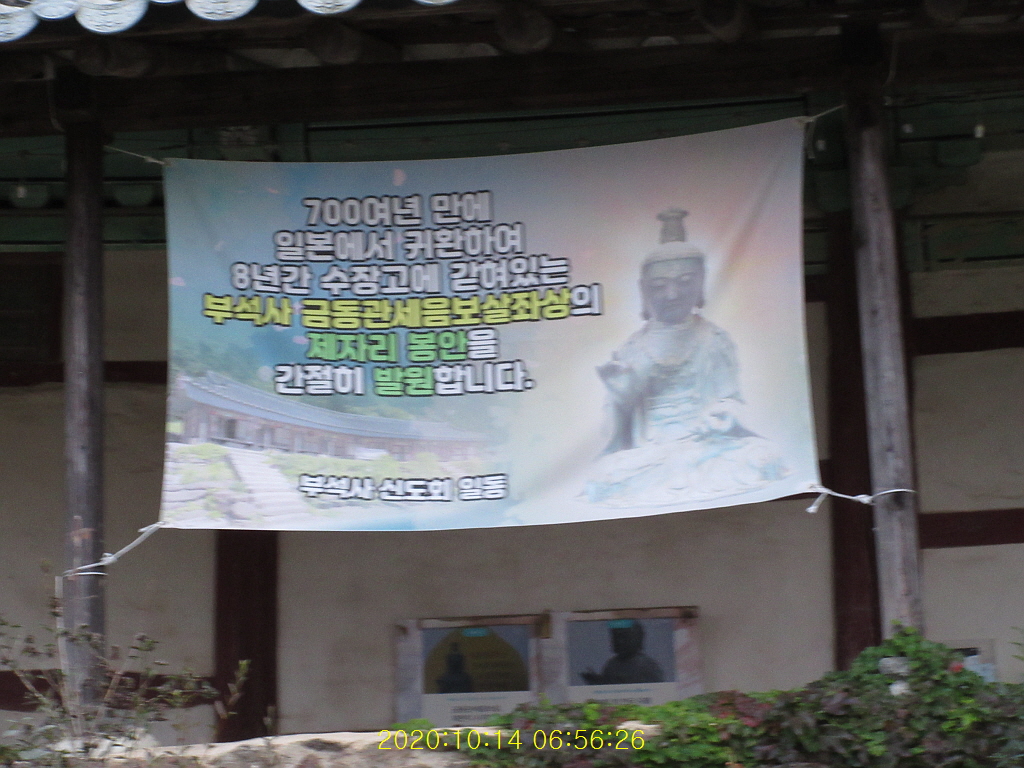 700여년 만에
일본에서 귀환하여
8년간 수장고에 갇혀있는
부석사 금동관세음보살좌상의
제자리 봉안을
간절히 발원합니다.
부석사 신도회 일동
2020:10:14 06:56:26